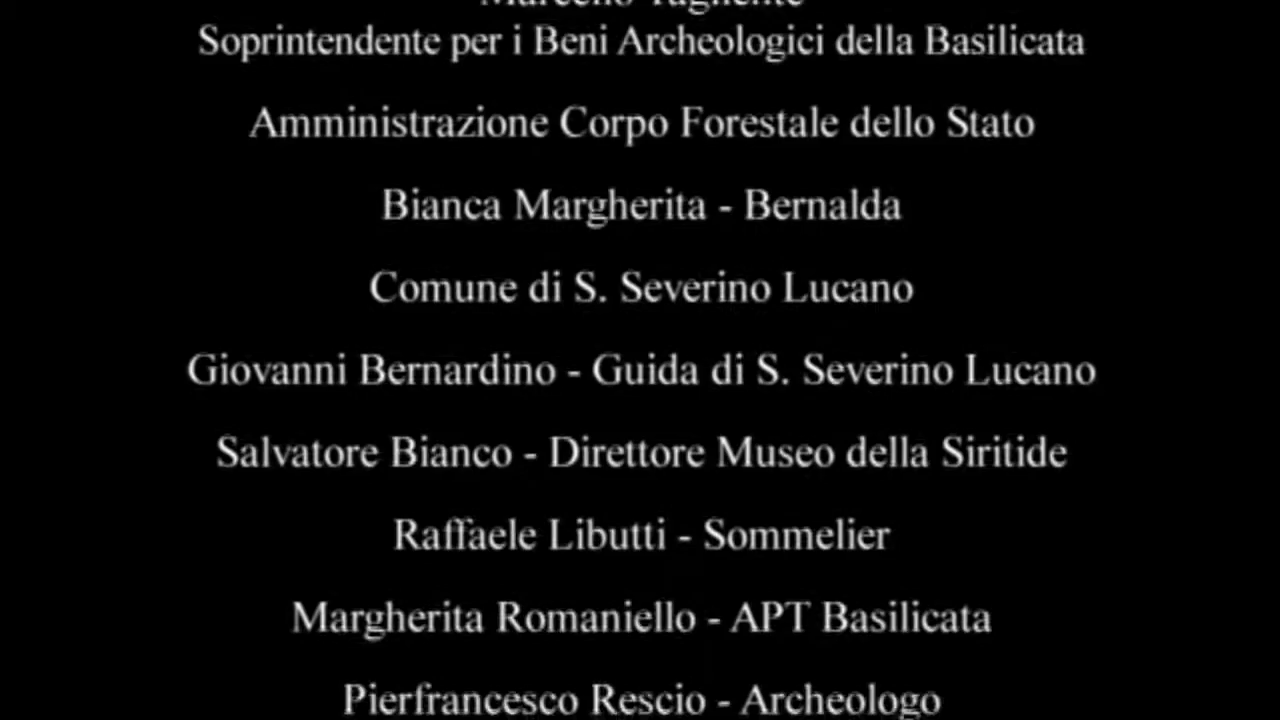 Soprintendente per i Beni Archeologici della Basilicata
Amministrazione Corpo Forestale dello Stato
Bianca Margherita - Bernalda
Comune di S. Severino Lucano
Giovanni Bernardino - Guida di S. Severino Lucano
Salvatore Bianco - Direttore Museo della Siritide
Raffaele Libutti - Sommelier
Margherita Romaniello - APT Basilicata
Pierfrancesco Rescio - Archeologo